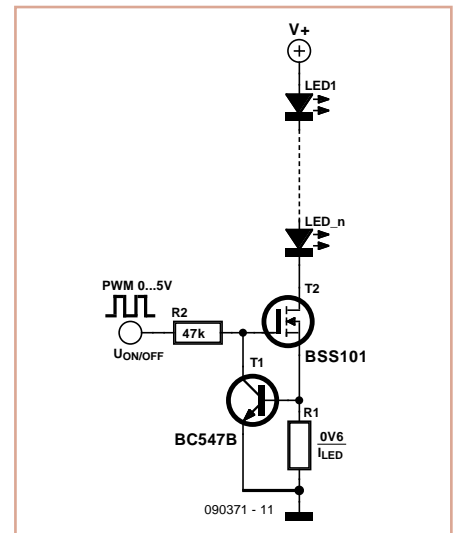 V+
LED1
LED_n
PWM 0...5V
T2
R2
47k
UON/OFF
T1
BSS101
R1
BC547B
0V6
ILED
090371 - 11